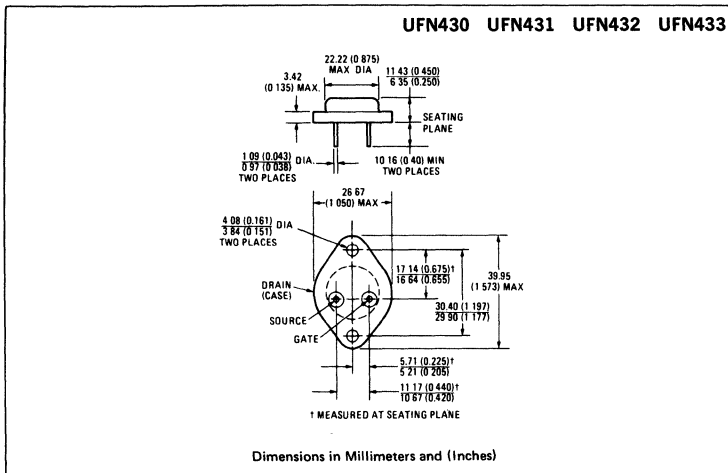 UFN430 UFN431 UFN432 UFN433
22.22 (0 875)
MAX DIA
3.42
(0 135) MAX.
11 43 (0 450)
6 35 (0.250)
SEATING
PLANE
1 09 (0.043) DIA.
0 97 (0 038)
TWO PLACES
10 16 (0 40) MIN
TWO PLACES
26 67
(1 050) MAX
4 08 (0.161) DIA
3 84 (0 151)
TWO PLACES
17 14 (0.675)†
16 64 (0.655)
39.95
(1 573) MAX
DRAIN
(CASE)
30.40 (1 197)
29 90 (1 177)
SOURCE
GATE
5.71 (0.225)†
5 21 (0 205)
11 17 (0 440)†
10 67 (0.420)
† MEASURED AT SEATING PLANE
Dimensions in Millimeters and (Inches)